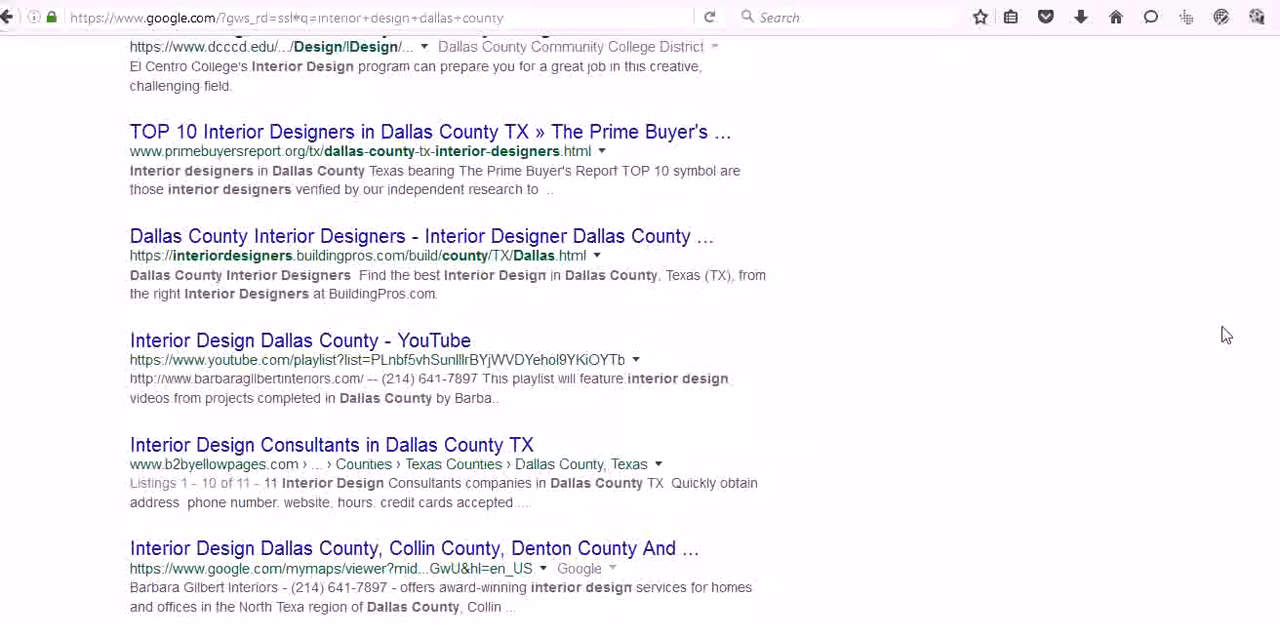 https://www.google.com/?gws_rd=ssl#q=interior+design+dallas+county
Search
https://www.dcccd.edu/.../Design/IDesign/... Dallas County Community College District
El Centro College's Interior Design program can prepare you for a great job in this creative,
challenging field.
TOP 10 Interior Designers in Dallas County TX » The Prime Buyer's ...
www.primebuyersreport.org/tx/dallas-county-tx-interior-designers.html
Interior designers in Dallas County Texas bearing The Prime Buyer's Report TOP 10 symbol are
those interior designers verified by our independent research to ..
Dallas County Interior Designers - Interior Designer Dallas County ...
https://interiordesigners.buildingpros.com/build/county/TX/Dallas.html
Dallas County Interior Designers Find the best Interior Design in Dallas County, Texas (TX), from
the right Interior Designers at BuildingPros.com.
Interior Design Dallas County - YouTube
https://www.youtube.com/playlist?list=
http://www.barbaragilbertinteriors.com/ -- (214) 641-7897 This playlist will feature interior design
videos from projects completed in Dallas County by Barba..
Interior Design Consultants in Dallas County TX
www.b2byellowpages.com › ... › Counties › Texas Counties › Dallas County, Texas
Listings 1 - 10 of 11 - 11 Interior Design Consultants companies in Dallas County TX Quickly obtain
address phone number. website, hours. credit cards accepted ....
Interior Design Dallas County, Collin County, Denton County And ...
https://www.google.com/mymaps/viewer?mid...GwU&hl=en_US Google
Barbara Gilbert Interiors - (214) 641-7897 - offers award-winning interior design services for homes
and offices in the North Texa region of Dallas County, Collin ...